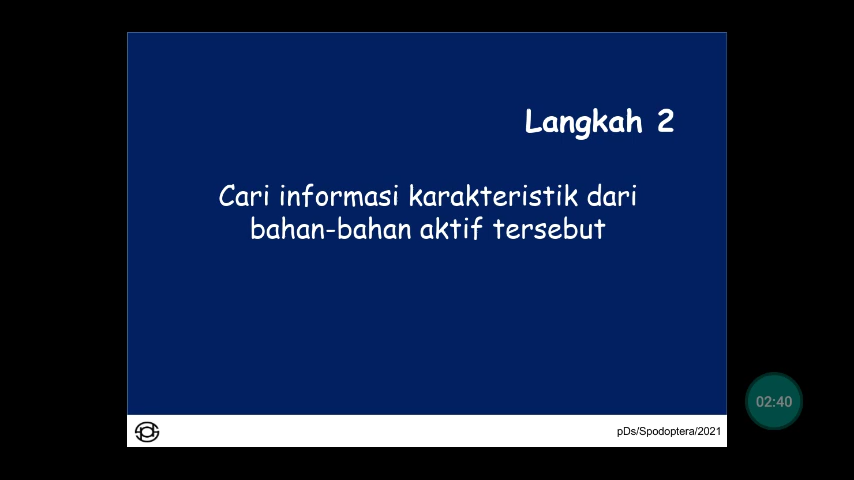 Langkah 2
Cari informasi karakteristik dari
bahan-bahan aktif tersebut
02:40
pDs/Spodoptera/2021